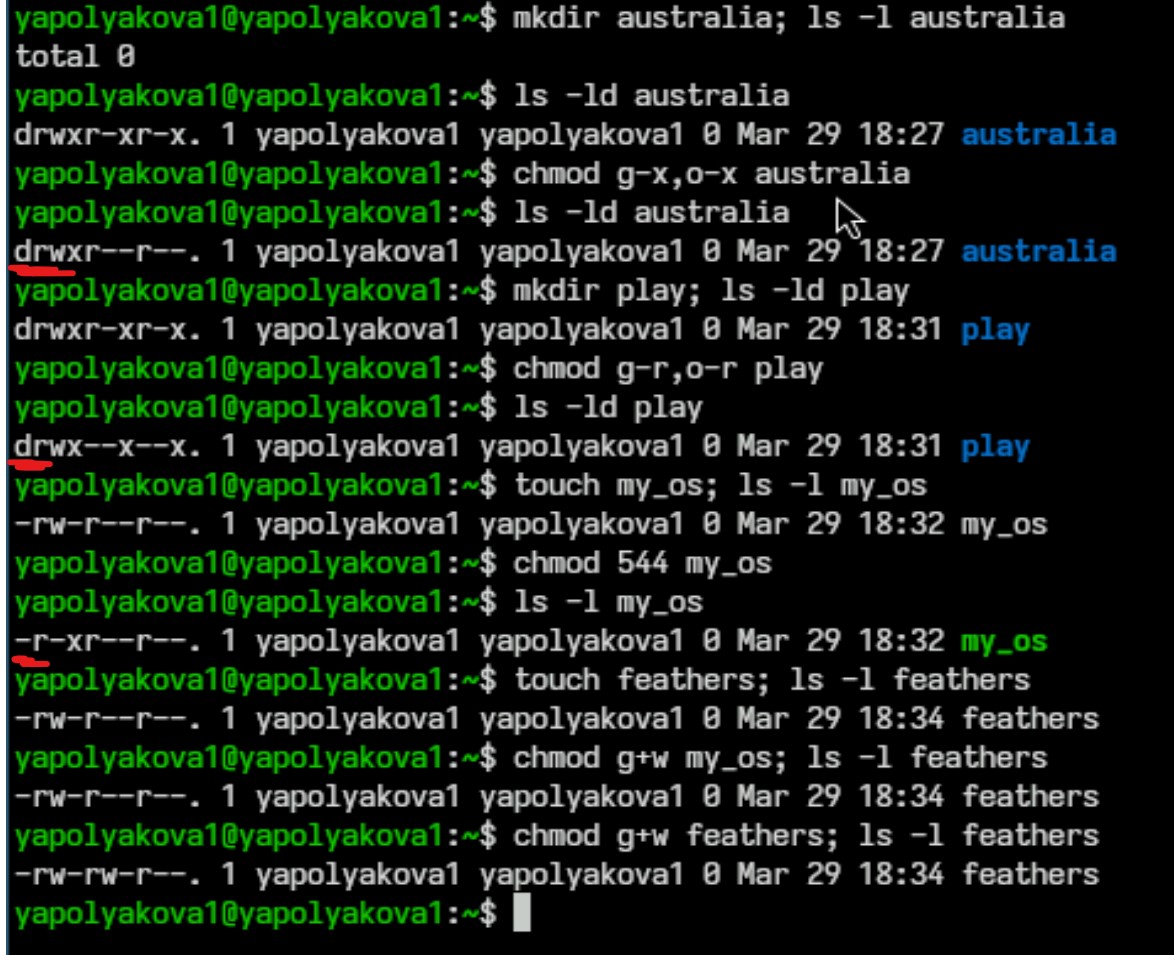 yapolyakova1@yapolyakova1:~$ mkdir australia; ls -l australia
total 0
yapolyakova1@yapolyakova1:~$ ls -ld australia
drwxr-xr-x. 1 yapolyakova1 yapolyakova1 0 Mar 29 18:27 australia
yapolyakova1@yapolyakova1:~$ chmod g-x,o-x australia
yapolyakova1@yapolyakova1:~$ ls -ld australia
drwxr--r--. 1 yapolyakova1 yapolyakova1 0 Mar 29 18:27 australia
yapolyakova1@yapolyakova1:~$ mkdir play; ls -ld play
drwxr-xr-x. 1 yapolyakova1 yapolyakova1 0 Mar 29 18:31 play
yapolyakova1@yapolyakova1:~$ chmod g-r,o-r play
yapolyakova1@yapolyakova1:~$ ls -ld play
drwx--x--x. 1 yapolyakova1 yapolyakova1 0 Mar 29 18:31 play
yapolyakova1@yapolyakova1:~$ touch my_os; ls -l my_os
-rw-r--r--. 1 yapolyakova1 yapolyakova1 0 Mar 29 18:32 my_os
yapolyakova1@yapolyakova1:~$ chmod 544 my_os
yapolyakova1@yapolyakova1:~$ ls -l my_os
-r-xr--r--. 1 yapolyakova1 yapolyakova1 0 Mar 29 18:32 my_os
yapolyakova1@yapolyakova1:~$ touch feathers; ls -l feathers
-rw-r--r--. 1 yapolyakova1 yapolyakova1 0 Mar 29 18:34 feathers
yapolyakova1@yapolyakova1:~$ chmod g+w my_os; ls -l feathers
-rw-r--r--. 1 yapolyakova1 yapolyakova1 0 Mar 29 18:34 feathers
yapolyakova1@yapolyakova1:~$ chmod g+w feathers; ls -l feathers
-rw-rw-r--. 1 yapolyakova1 yapolyakova1 0 Mar 29 18:34 feathers
yapolyakova1@yapolyakova1:~$